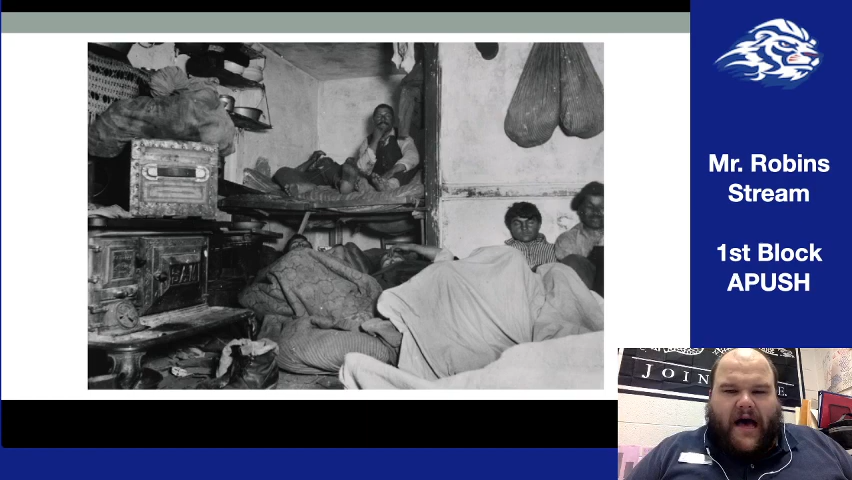 Mr. Robins
Stream
1st Block
APUSH
JOIN